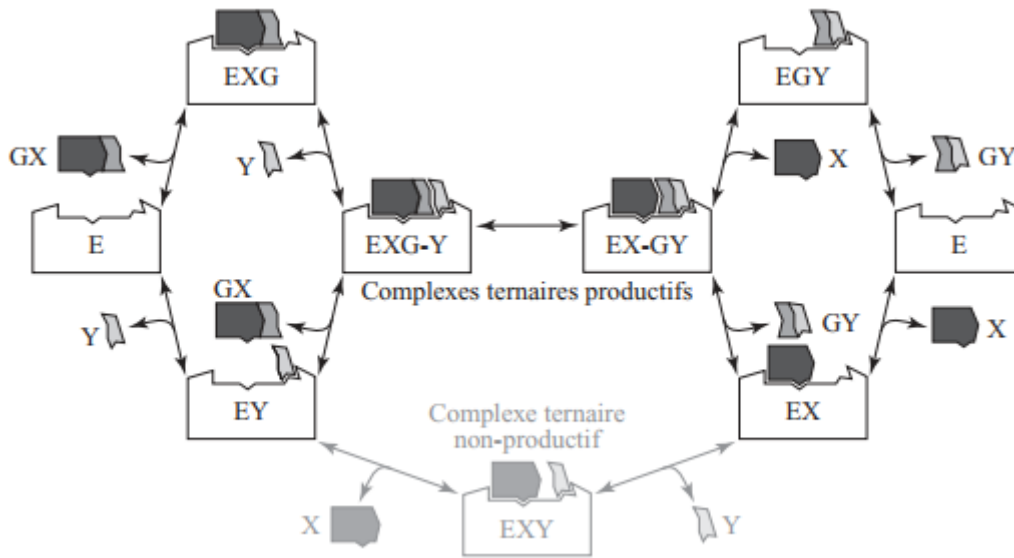 EXG
EGY
GX
Y
X
GY
E
EXG-Y
EX-GY
E
Complexes ternaires productifs
GX
Y
GY
X
EY
EX
Complexe ternaire
non-productif
X
EXY
Y